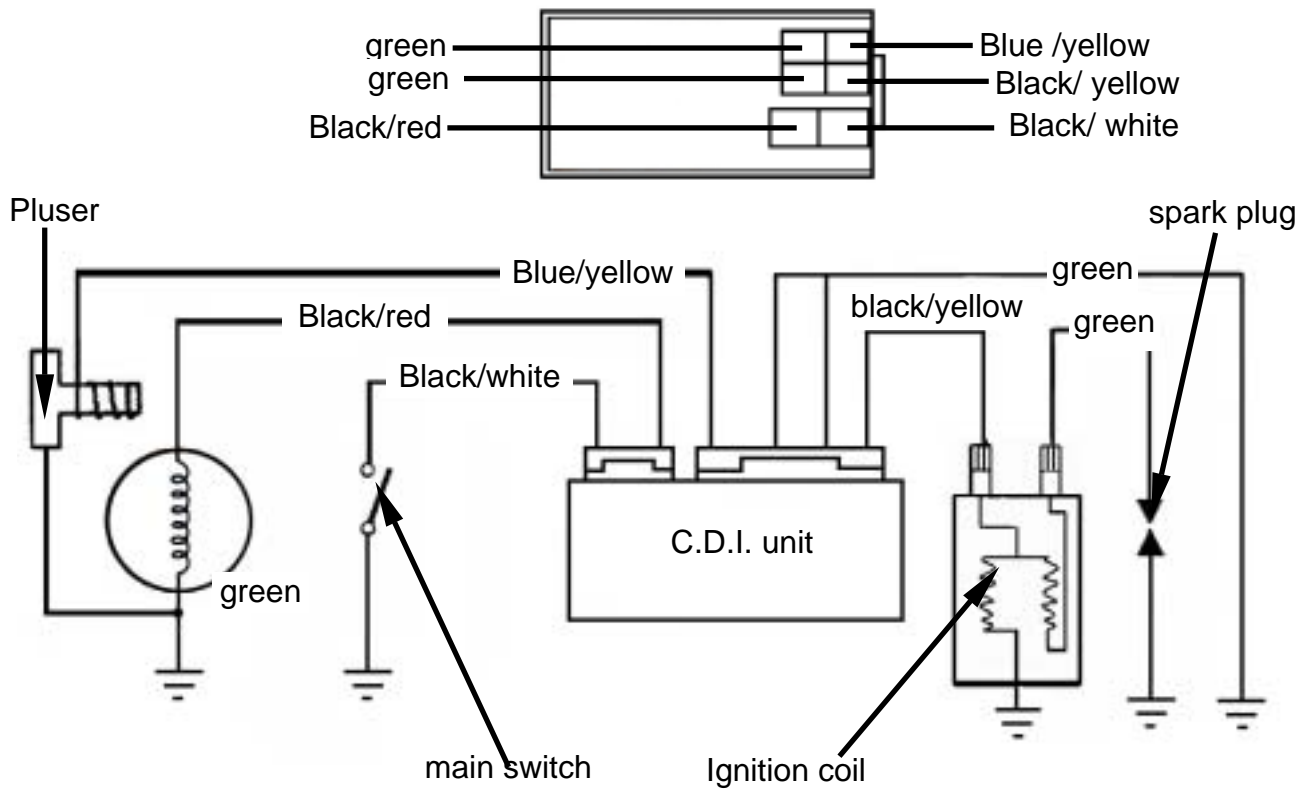 green
Blue /yellow
green
Black/ yellow
Black/red
Black/ white
Pluser
spark plug
Blue/yellow
green
Black/red
black/yellow
green
Black/white
C.D.I. unit
green
main switch
Ignition coil